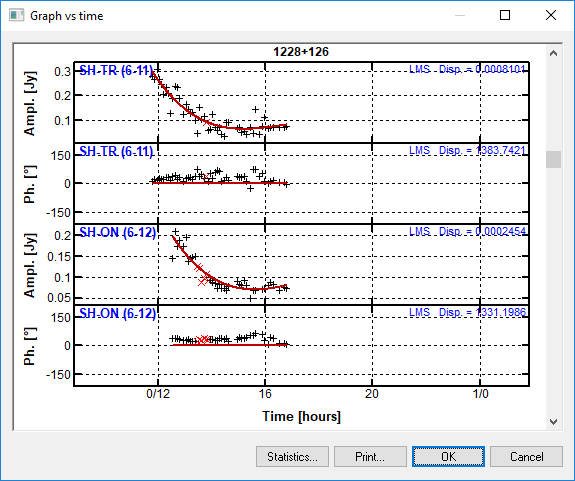 Graph vs time
1228+126
SH-TR (6-11)
LMS Disp. = 0.0008101
Ampl. [Jy]
0.3
0.2
0.1
SH-TR (6-11)
LMS Disp. = 1383.7421
Ph. [°]
150
0
-150
SH-ON (6-12)
LMS Disp. = 0.0002454
Ampl. [Jy]
0.2
0.15
0.1
0.05
SH-ON (6-12)
LMS Disp. = 1331.1986
Ph. [°]
150
0
-150
0/12 16 20 1/0
Time [hours]
Statistics... Print... OK Cancel